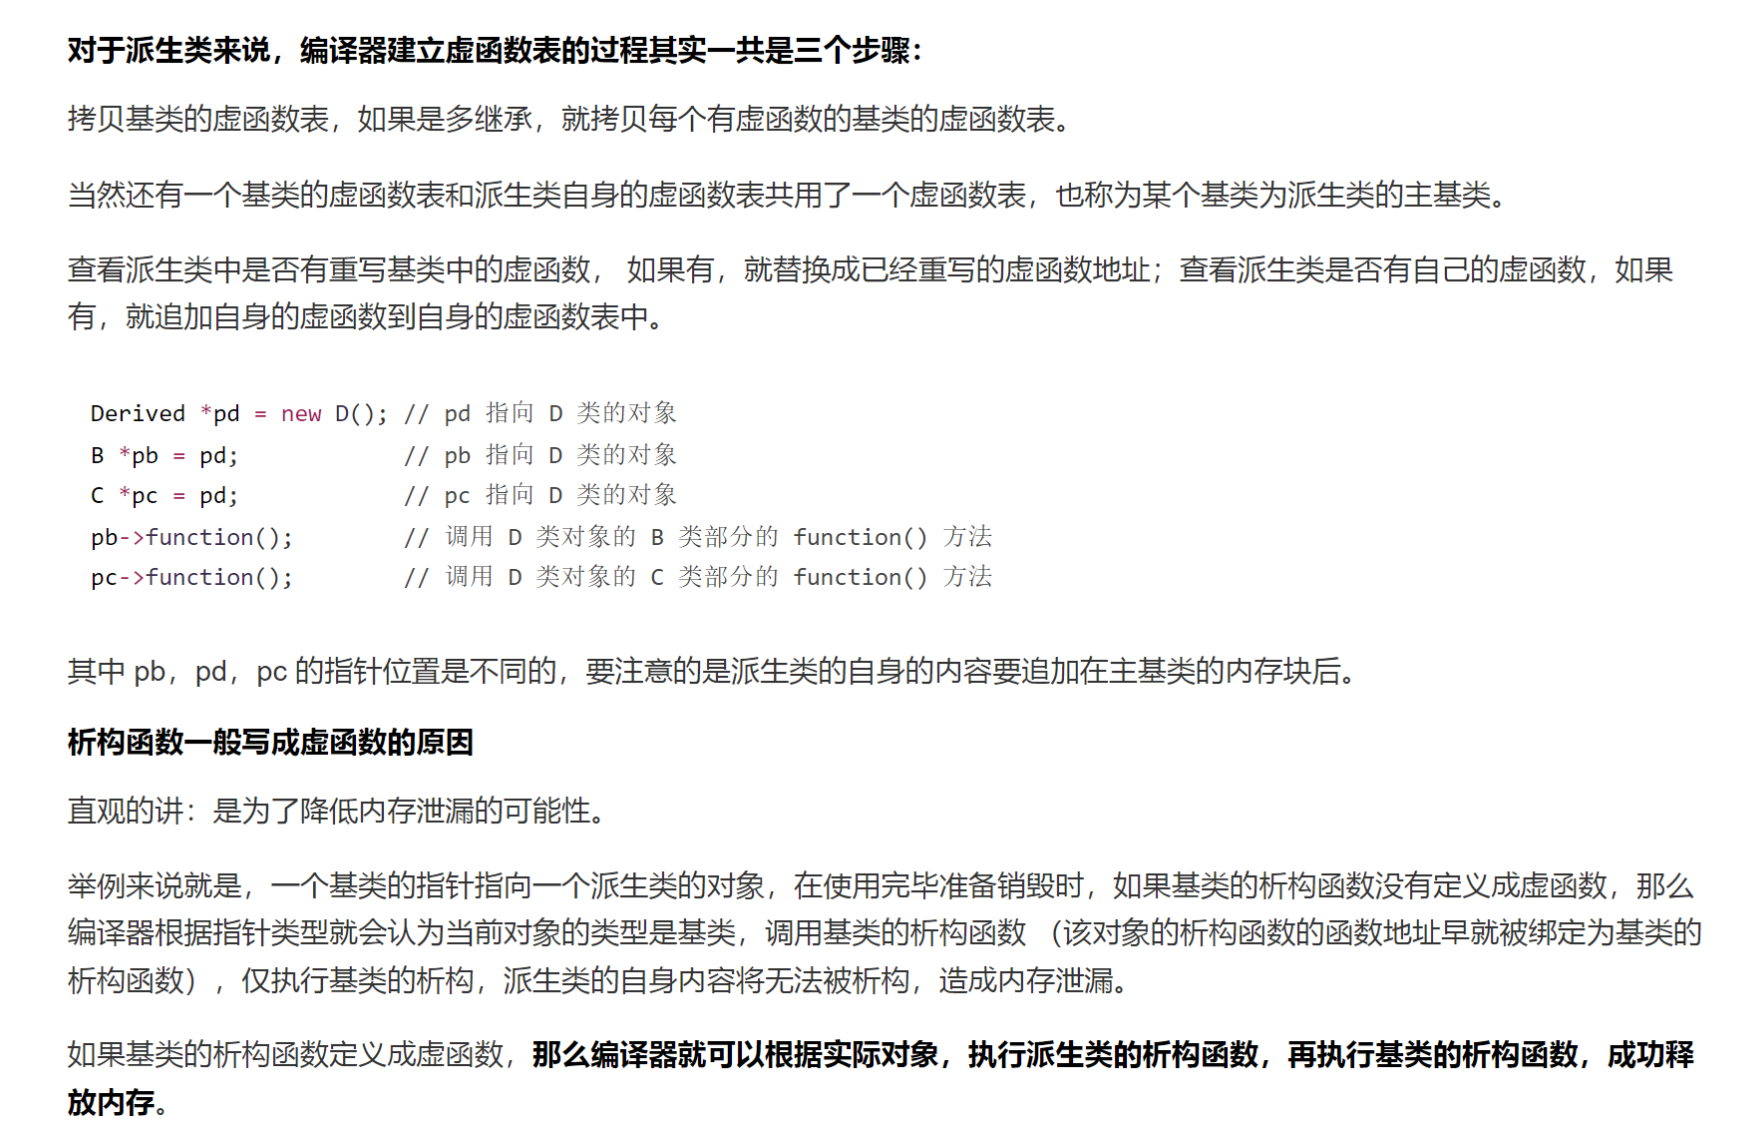 对于派生类来说，编译器建立虚函数表的过程其实一共是三个步骤：
拷贝基类的虚函数表，如果是多继承，就拷贝每个有虚函数的基类的虚函数表。
当然还有一个基类的虚函数表和派生类自身的虚函数表共用了一个虚函数表，也称为某个基类为派生类的主基类。
查看派生类中是否有重写基类中的虚函数， 如果有，就替换成已经重写的虚函数地址；查看派生类是否有自己的虚函数，如果
有，就追加自身的虚函数到自身的虚函数表中。
Derived *pd = new D(); // pd 指向 D 类的对象
B *pb = pd;            // pb 指向 D 类的对象
C *pc = pd;            // pc 指向 D 类的对象
pb->function();        // 调用 D 类对象的 B 类部分的 function() 方法
pc->function();        // 调用 D 类对象的 C 类部分的 function() 方法
其中 pb，pd，pc 的指针位置是不同的，要注意的是派生类的自身的内容要追加在主基类的内存块后。
析构函数一般写成虚函数的原因
直观的讲：是为了降低内存泄漏的可能性。
举例来说就是，一个基类的指针指向一个派生类的对象，在使用完毕准备销毁时，如果基类的析构函数没有定义成虚函数，那么
编译器根据指针类型就会认为当前对象的类型是基类，调用基类的析构函数 （该对象的析构函数的函数地址早就被绑定为基类的
析构函数），仅执行基类的析构，派生类的自身内容将无法被析构，造成内存泄漏。
如果基类的析构函数定义成虚函数，那么编译器就可以根据实际对象，执行派生类的析构函数，再执行基类的析构函数，成功释
放内存。